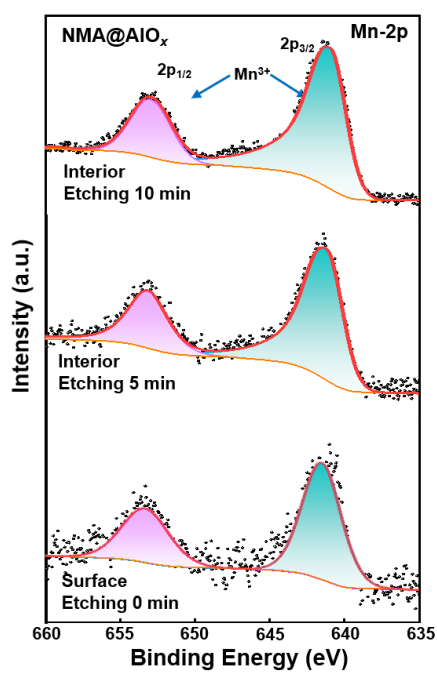 NMA@AlOₓ
Mn-2p
2p₃/₂
2p₁/₂
Mn³⁺
Interior
Etching 10 min
Interior
Etching 5 min
Surface
Etching 0 min
Intensity (a.u.)
660 655 650 645 640 635
Binding Energy (eV)